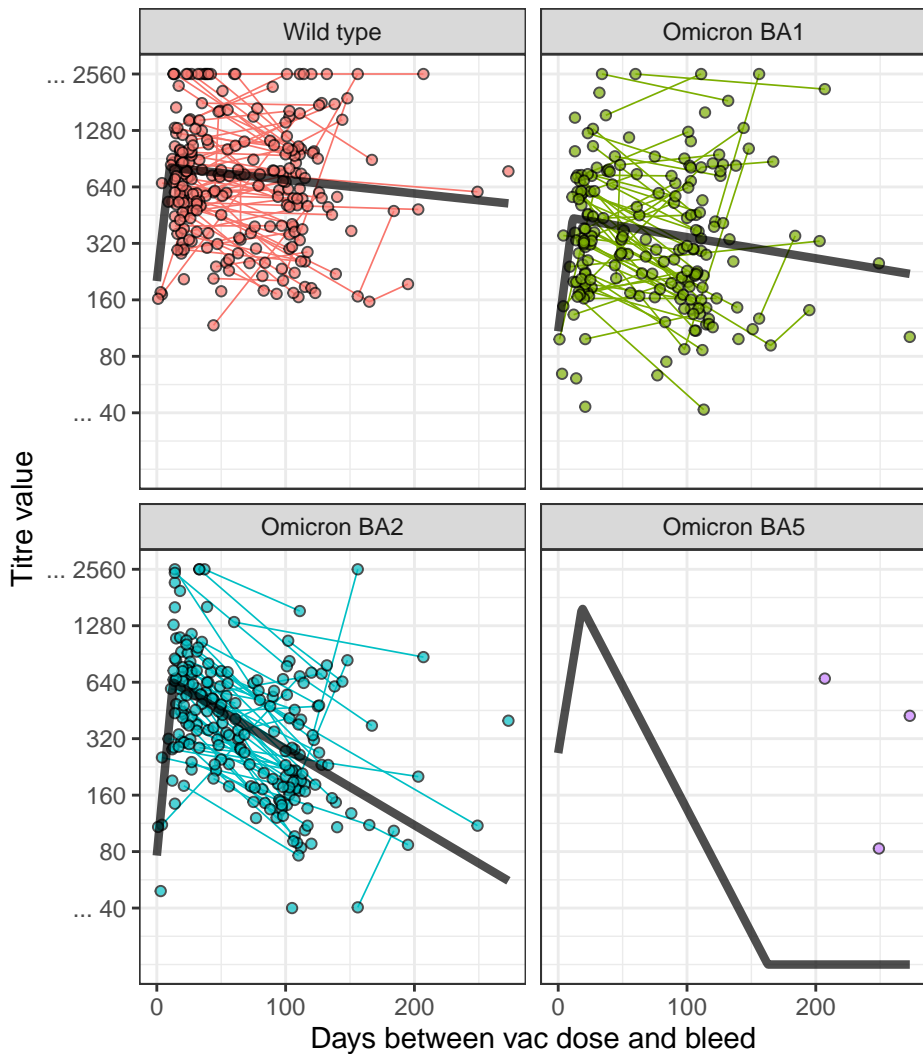 Wild type
Omicron BA1
... 2560
1280
640
320
160
80
... 40
Omicron BA2
Omicron BA5
... 2560
1280
640
320
160
80
... 40
0 100 200
0 100 200
Titre value
Days between vac dose and bleed